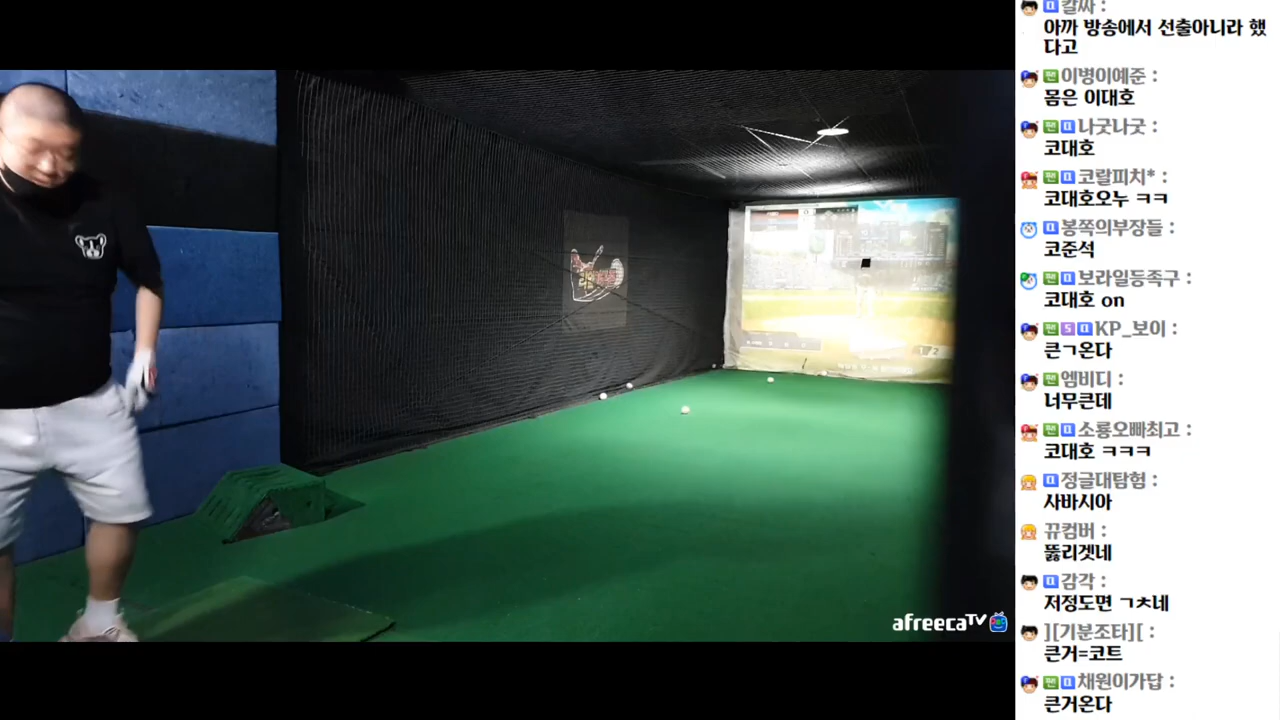 칼싸 :
아까 방송에서 선출아니라 했
다고
이병이예준 :
몸은 이대호
나굿나굿 :
코대호
코랄피치* :
코대호오누 ㅋㅋ
봉쪽의부장들 :
코준석
보라일등족구 :
코대호 on
KP_보이 :
큰ㄱ온다
엠비디 :
너무큰데
소룡오빠최고 :
코대호 ㅋㅋㅋ
정글대탐험 :
사바시아
뀨컴버 :
뚫리겟네
감각 :
저정도면 ㄱㅊ네
][기분조타][ :
큰거=코트
채원이가답 :
큰거온다
1/2
afreecaTV